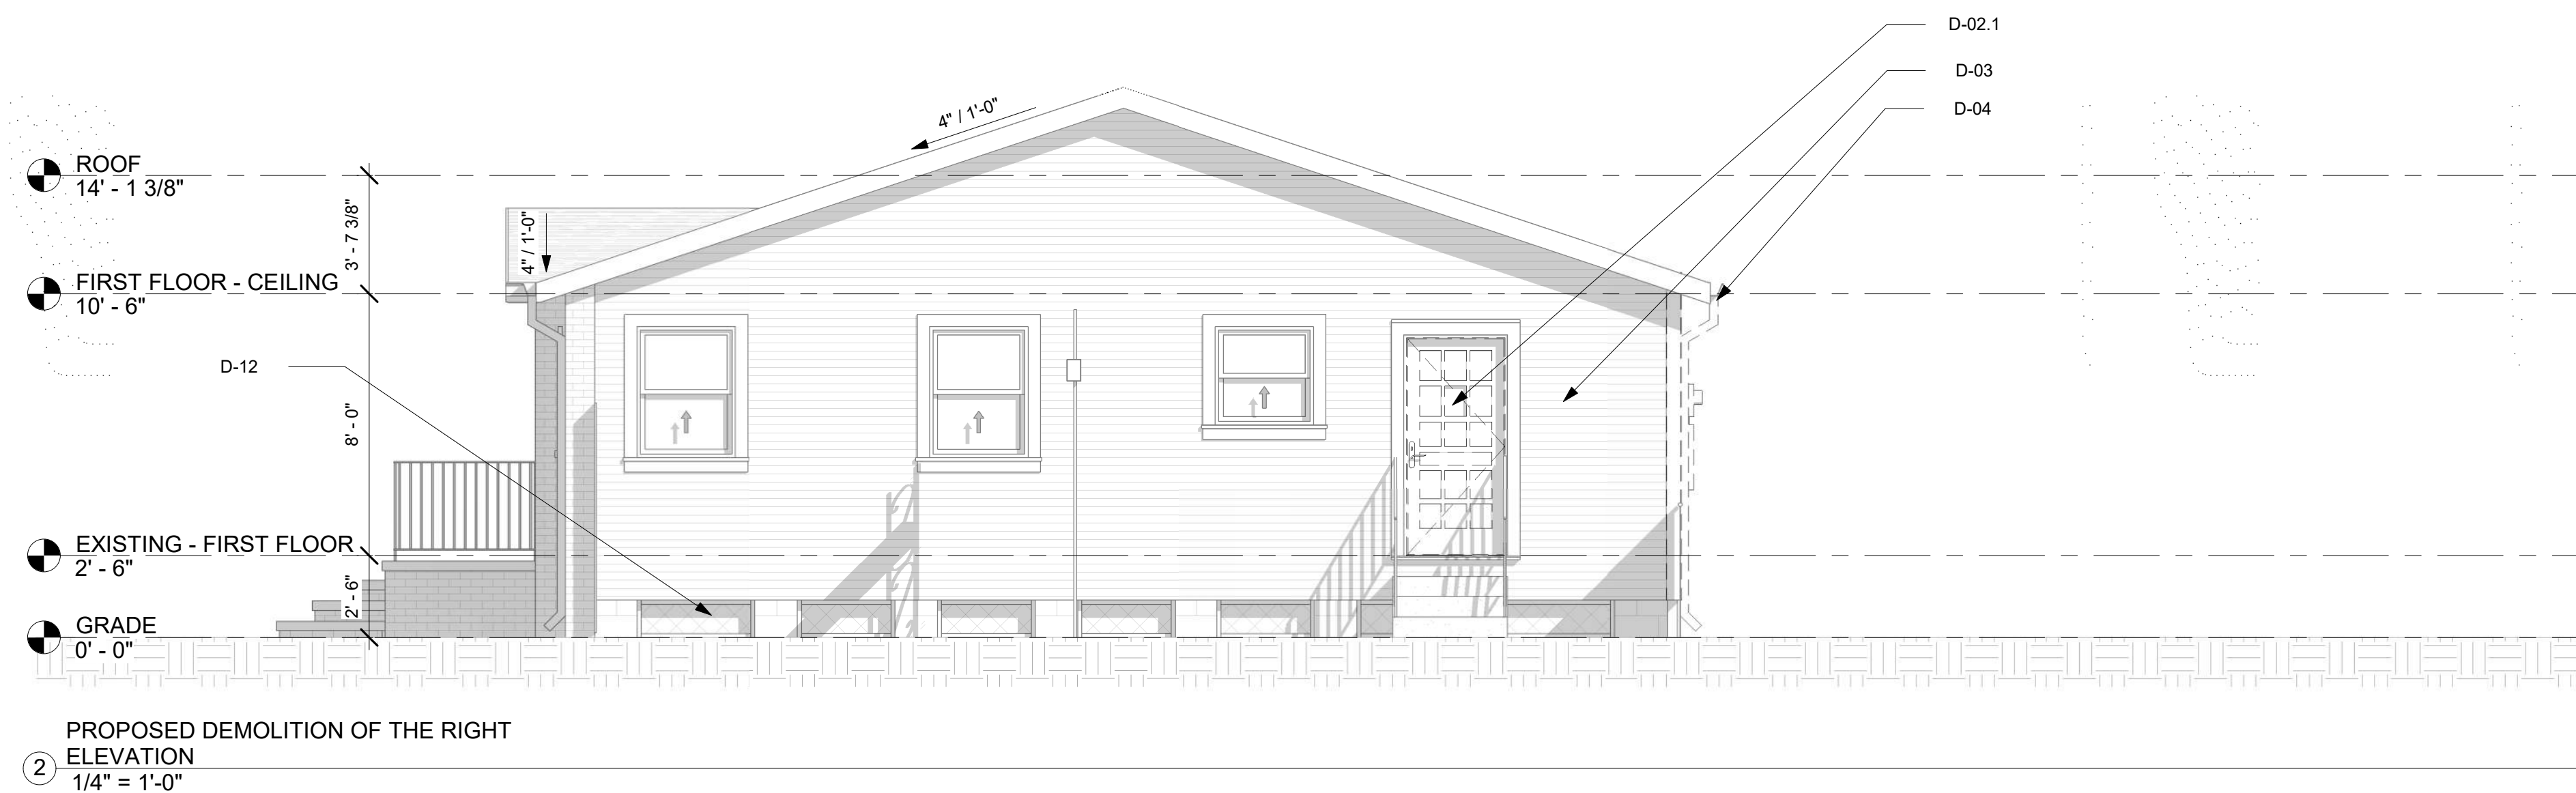 D-02.1
D-03
D-04
4" / 1'-0"
ROOF
14' - 1 3/8"
3' - 7 3/8"
4" / 1'-0"
FIRST FLOOR - CEILING
10' - 6"
D-12
8' - 0"
EXISTING - FIRST FLOOR
2' - 6"
2' - 6"
GRADE
0' - 0"
PROPOSED DEMOLITION OF THE RIGHT
ELEVATION
2
1/4" = 1'-0"